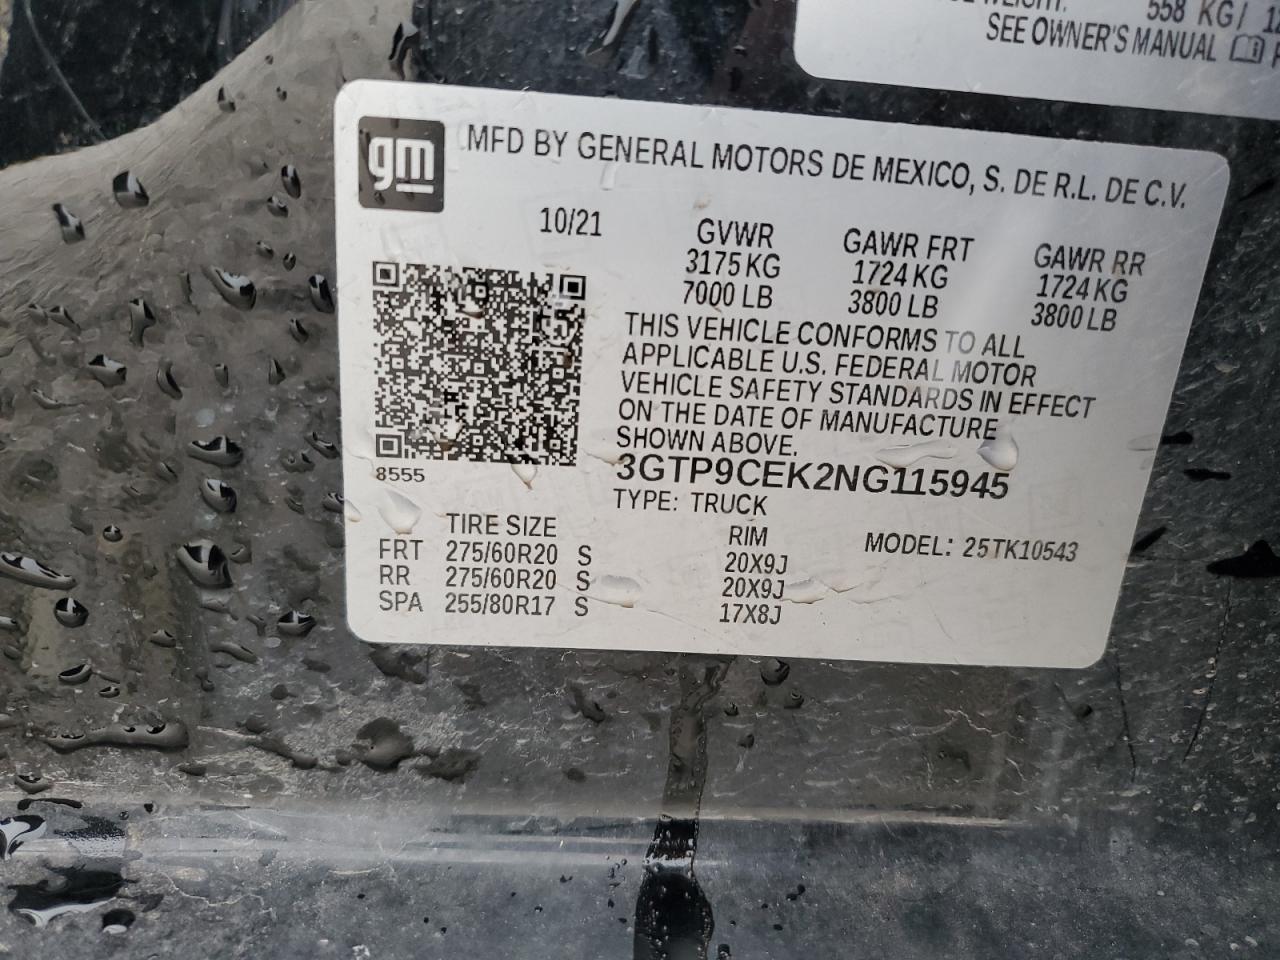 558 KG/
SEE OWNER'S MANUAL
gm
MFD BY GENERAL MOTORS DE MEXICO, S. DE R.L. DE C.V.
10/21
GVWR
3175 KG
7000 LB
GAWR FRT
1724 KG
3800 LB
GAWR RR
1724 KG
3800 LB
THIS VEHICLE CONFORMS TO ALL
APPLICABLE U.S. FEDERAL MOTOR
VEHICLE SAFETY STANDARDS IN EFFECT
ON THE DATE OF MANUFACTURE
SHOWN ABOVE.
8555
3GTP9CEK2NG115945
TYPE: TRUCK
TIRE SIZE RIM MODEL: 25TK10543
FRT 275/60R20 S 20X9J
RR 275/60R20 S 20X9J
SPA 255/80R17 S 17X8J